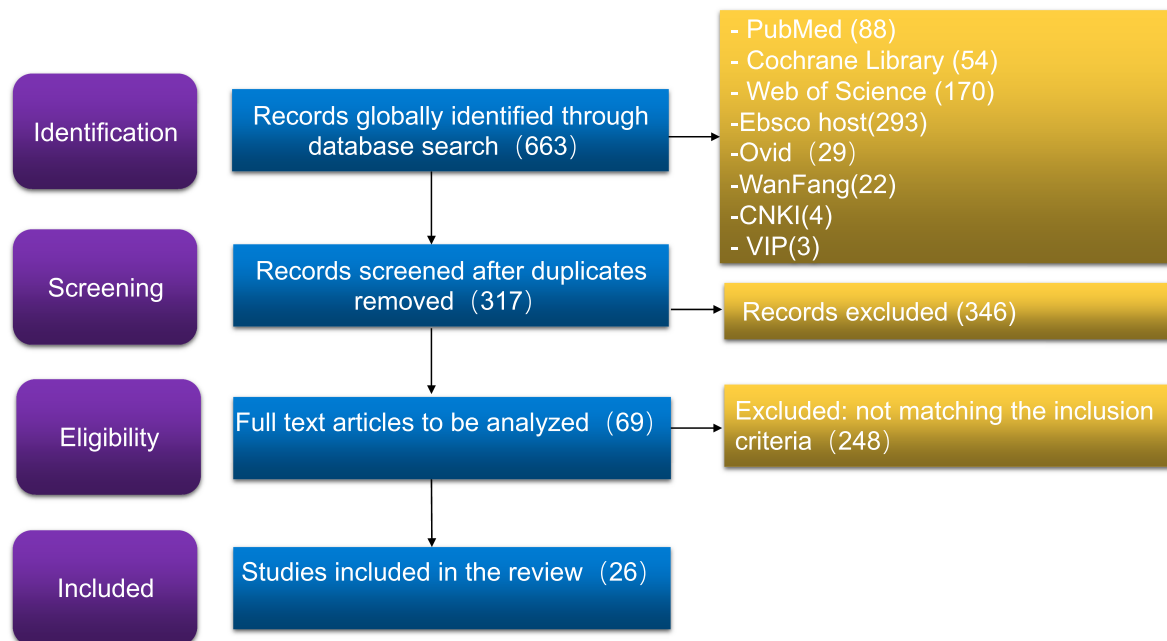 Identification
Records globally identified through
database search（663）
- PubMed (88)
- Cochrane Library (54)
- Web of Science (170)
-Ebsco host(293)
-Ovid（29）
-WanFang(22)
-CNKI(4)
- VIP(3)
Screening
Records screened after duplicates
removed（317）
Records excluded (346)
Eligibility
Full text articles to be analyzed（69）
Excluded: not matching the inclusion
criteria（248）
Included
Studies included in the review（26）